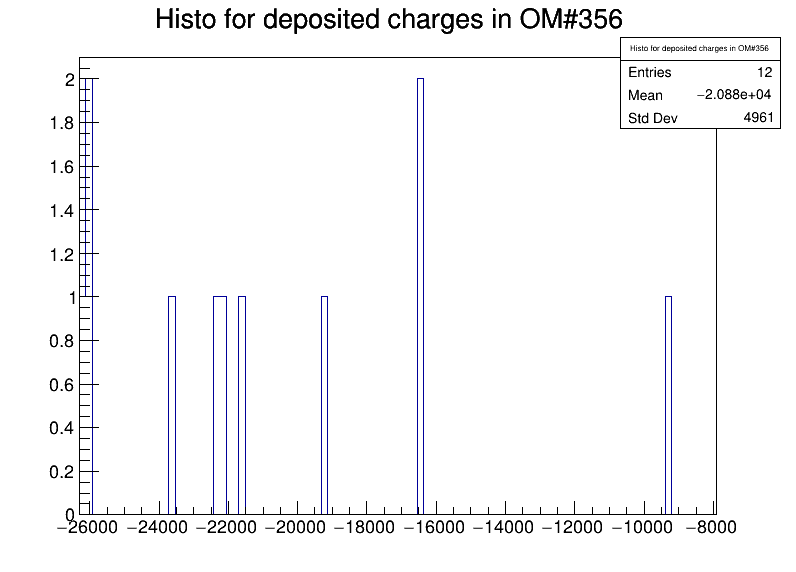 Histo for deposited charges in OM#356
Histo for deposited charges in OM#356
Entries 12
Mean −2.088e+04
Std Dev 4961
2
1.8
1.6
1.4
1.2
1
0.8
0.6
0.4
0.2
0
−26000 −24000 −22000 −20000 −18000 −16000 −14000 −12000 −10000 −8000